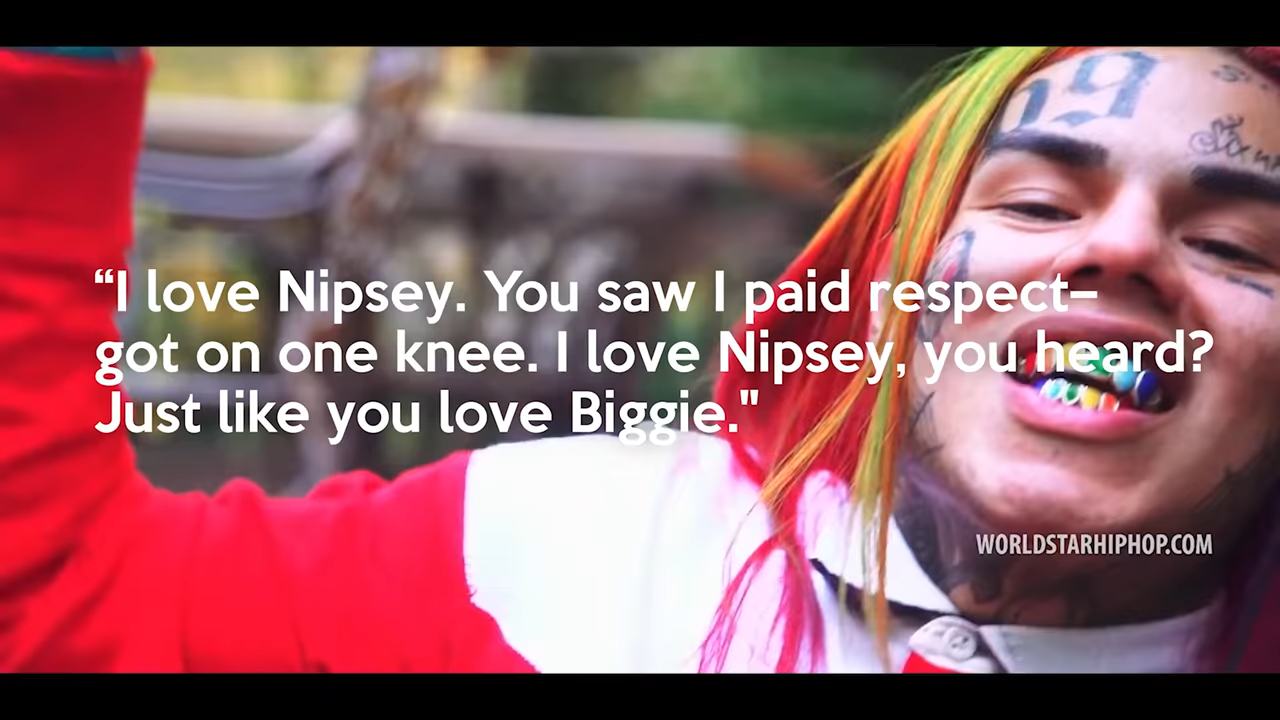 “I love Nipsey. You saw I paid respect–
got on one knee. I love Nipsey, you heard?
Just like you love Biggie."
69
WORLDSTARHIPHOP.COM